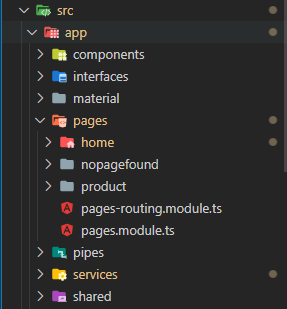 src
app
components
interfaces
material
pages
home
nopagefound
product
pages-routing.module.ts
pages.module.ts
pipes
services
shared